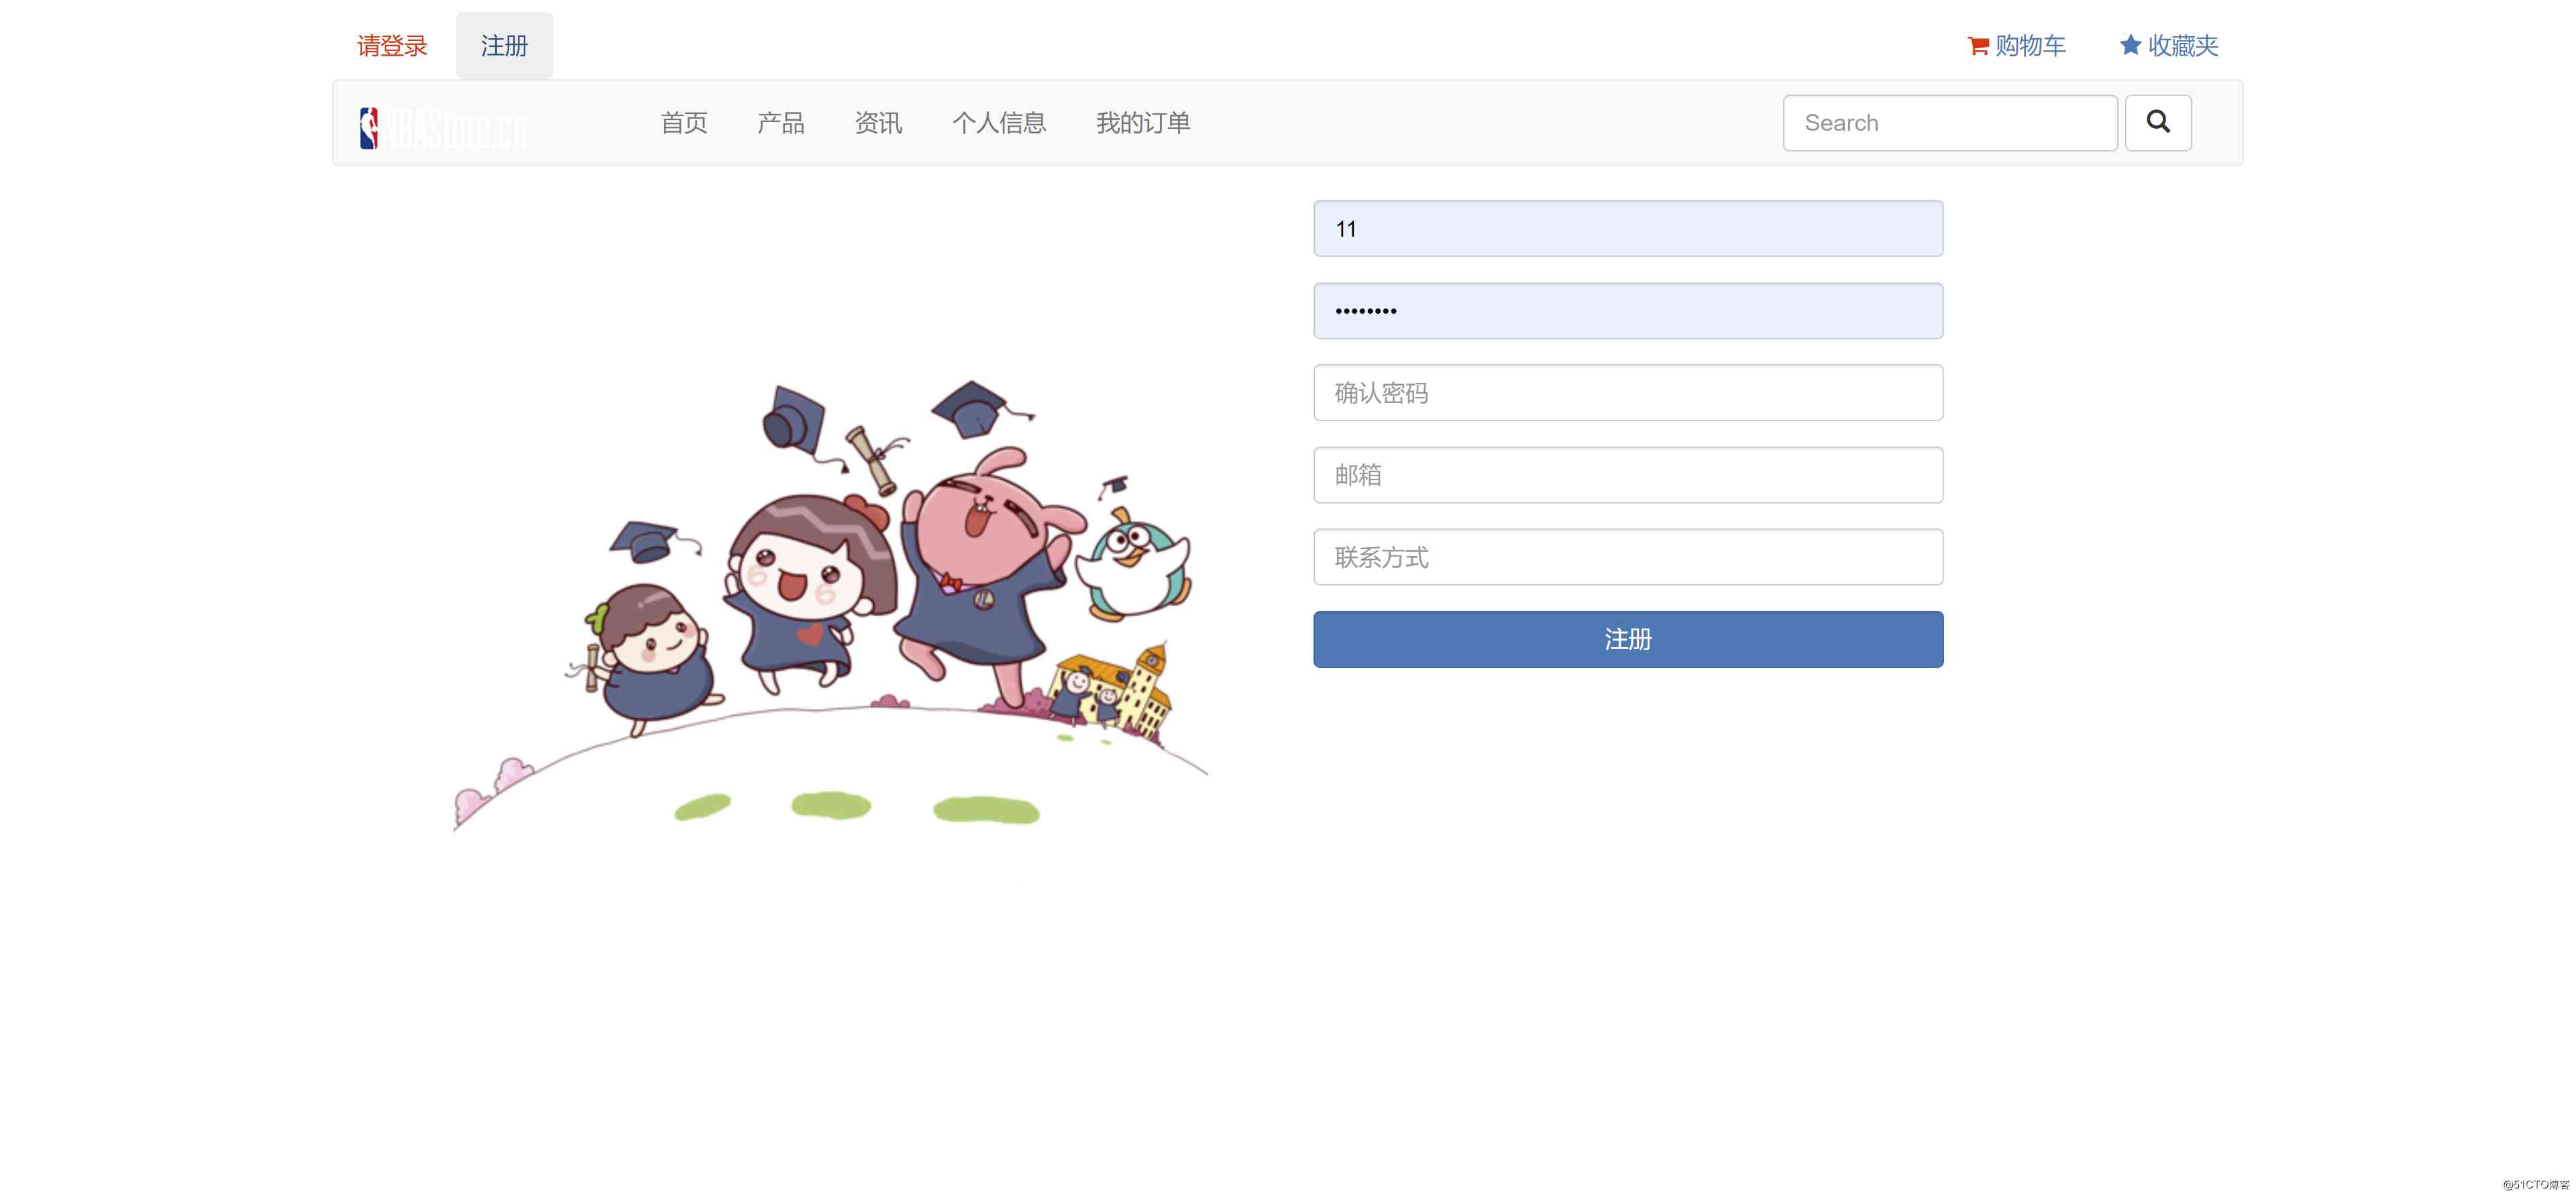 请登录 注册 购物车 收藏夹
NBAStore.cn 首页 产品 资讯 个人信息 我的订单 Search
11
••••••••
确认密码
邮箱
联系方式
注册
@51CTO博客